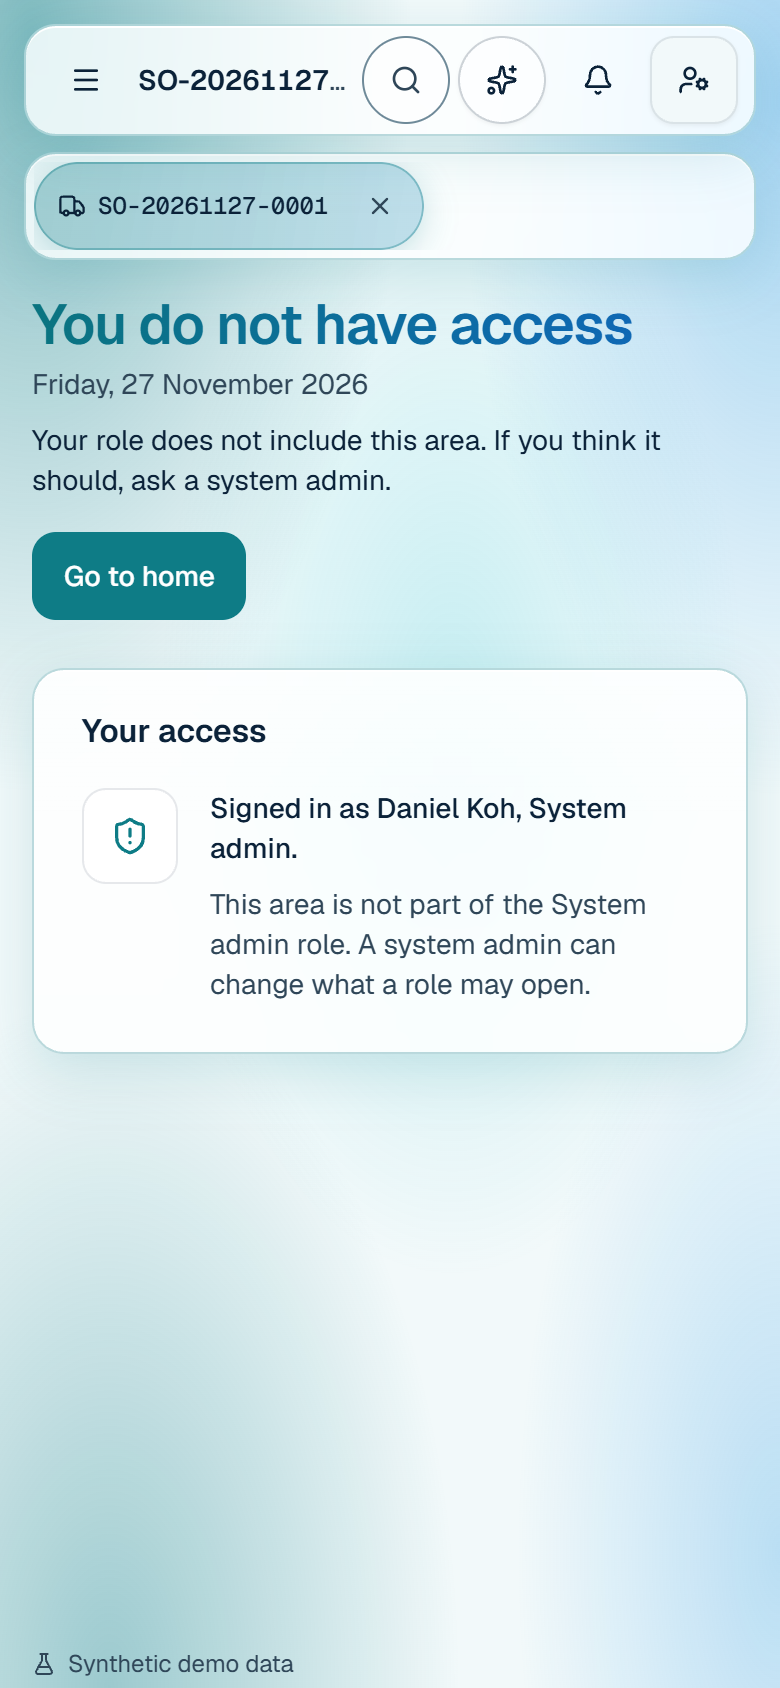 SO-20261127...
SO-20261127-0001
You do not have access
Friday, 27 November 2026
Your role does not include this area. If you think it
should, ask a system admin.
Go to home
Your access
Signed in as Daniel Koh, System
admin.
This area is not part of the System
admin role. A system admin can
change what a role may open.
Synthetic demo data